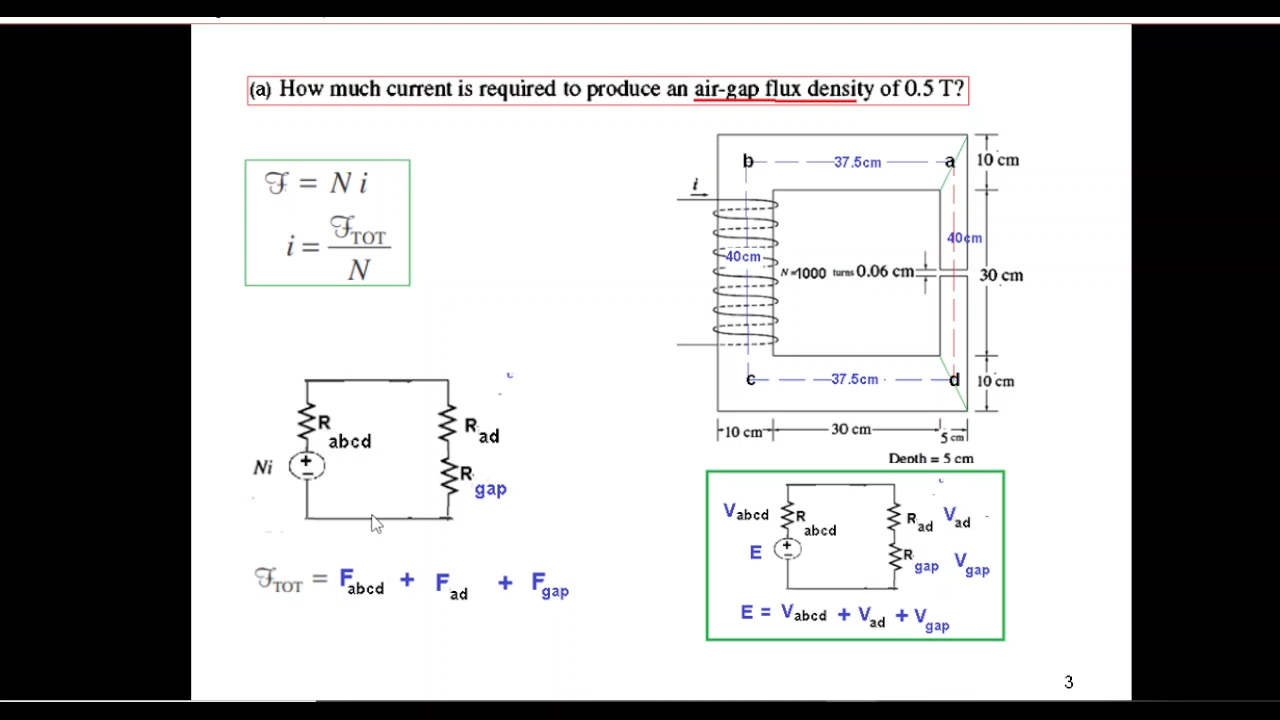 (a) How much current is required to produce an air-gap flux density of 0.5 T?
ℱ = N i
i = ℱTOT / N
b 37.5cm a 10 cm
i
40cm
40cm
N=1000 turns 0.06 cm 30 cm
c 37.5cm d 10 cm
10 cm 30 cm 5 cm
Depth = 5 cm
R abcd
R ad
Ni
R gap
ℱTOT = Fabcd + Fad + Fgap
Vabcd R abcd Rad Vad
E R gap Vgap
E = Vabcd + Vad + Vgap
3